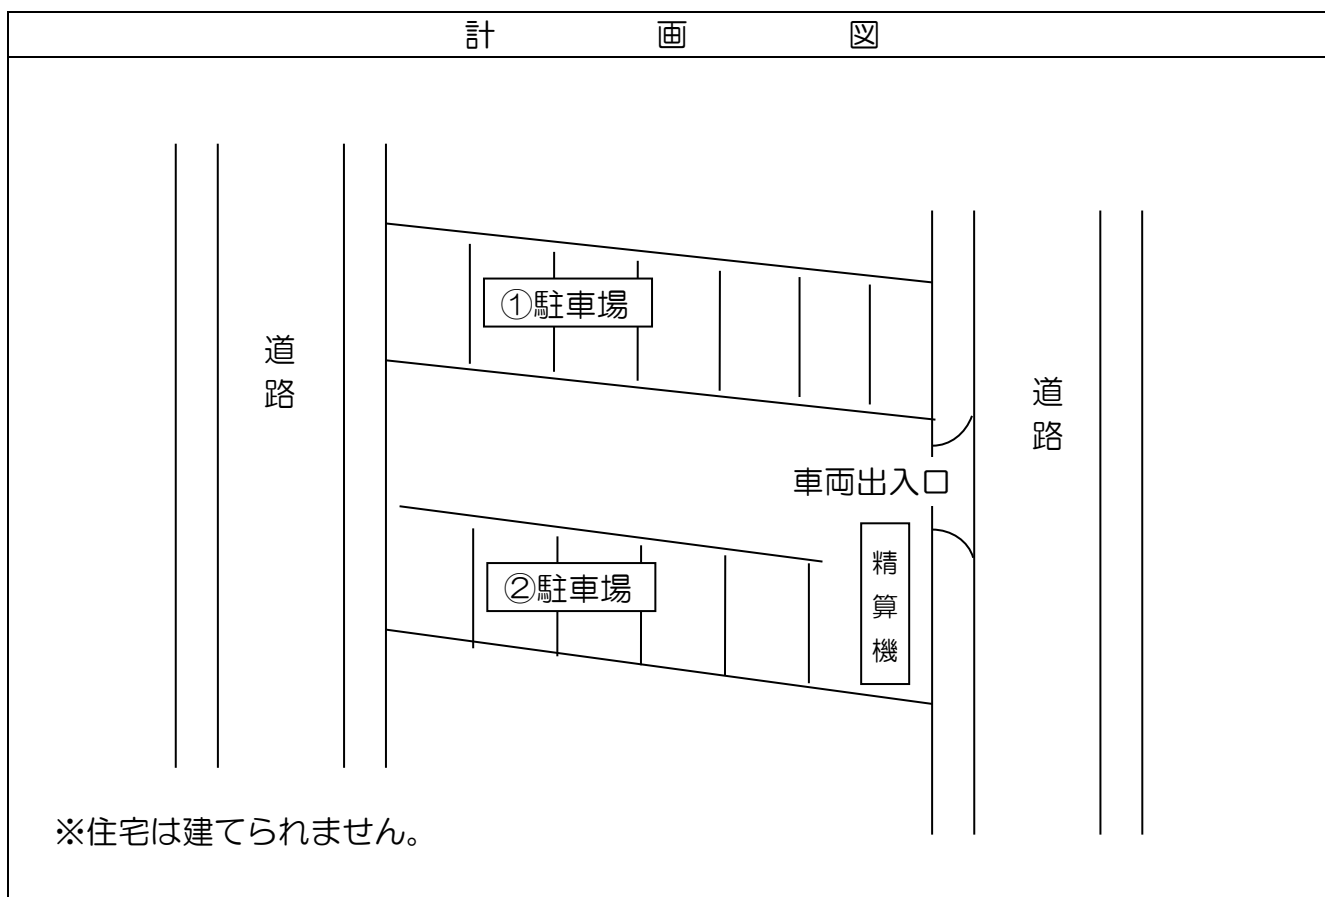 計画図
①駐車場
道路
道路
車両出入口
②駐車場
精算機
※住宅は建てられません。